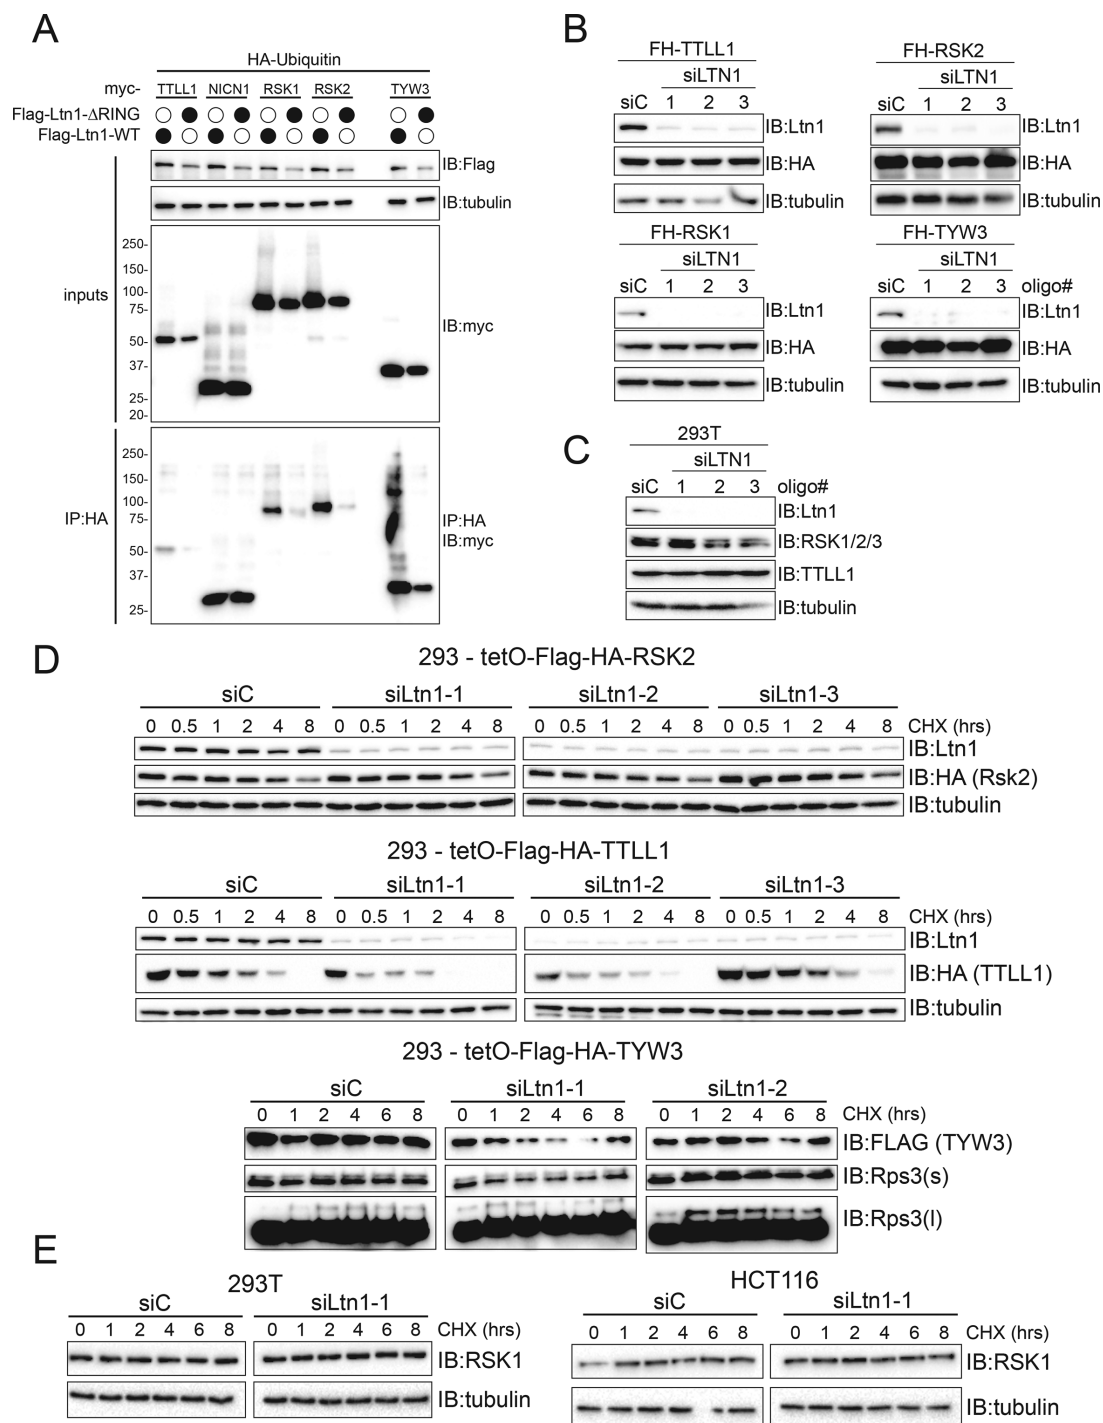 A
HA-Ubiquitin
myc- TTLL1 NICN1 RSK1 RSK2 TYW3
Flag-Ltn1-ΔRING
Flag-Ltn1-WT
IB:Flag
IB:tubulin
inputs
250-
150-
100-
75-
50-
37-
25-
20-
IB:myc
IP:HA
250-
150-
100-
75-
50-
37-
25-
IP:HA
IB:myc
B
FH-TTLL1
siLTN1
siC 1 2 3
IB:Ltn1
IB:HA
IB:tubulin
FH-RSK2
siLTN1
siC 1 2 3
IB:Ltn1
IB:HA
IB:tubulin
FH-RSK1
siLTN1
siC 1 2 3
IB:Ltn1
IB:HA
IB:tubulin
FH-TYW3
siLTN1
siC 1 2 3 oligo#
IB:Ltn1
IB:HA
IB:tubulin
C
293T
siLTN1
siC 1 2 3 oligo#
IB:Ltn1
IB:RSK1/2/3
IB:TTLL1
IB:tubulin
D
293 - tetO-Flag-HA-RSK2
siC siLtn1-1 siLtn1-2 siLtn1-3
0 0.5 1 2 4 8 0 0.5 1 2 4 8 0 0.5 1 2 4 8 0 0.5 1 2 4 8 CHX (hrs)
IB:Ltn1
IB:HA (Rsk2)
IB:tubulin
293 - tetO-Flag-HA-TTLL1
siC siLtn1-1 siLtn1-2 siLtn1-3
0 0.5 1 2 4 8 0 0.5 1 2 4 8 0 0.5 1 2 4 8 0 0.5 1 2 4 8 CHX (hrs)
IB:Ltn1
IB:HA (TTLL1)
IB:tubulin
293 - tetO-Flag-HA-TYW3
siC siLtn1-1 siLtn1-2
0 1 2 4 6 8 0 1 2 4 6 8 0 1 2 4 6 8 CHX (hrs)
IB:FLAG (TYW3)
IB:Rps3(s)
IB:Rps3(l)
E
293T
siC siLtn1-1
0 1 2 4 6 8 0 1 2 4 6 8 CHX (hrs)
IB:RSK1
IB:tubulin
HCT116
siC siLtn1-1
0 1 2 4 6 8 0 1 2 4 6 8 CHX (hrs)
IB:RSK1
IB:tubulin